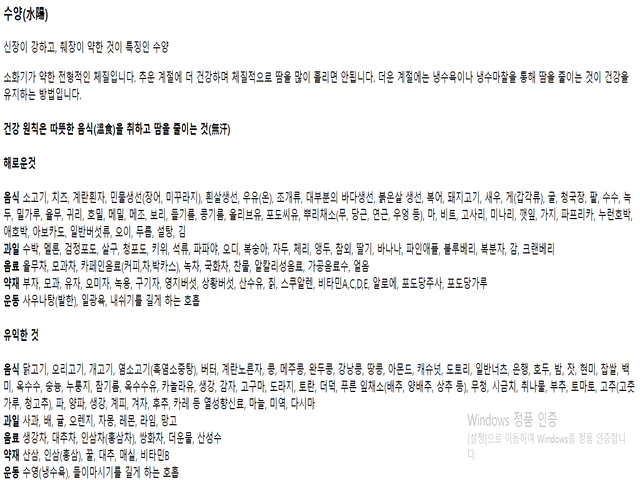 수양(水陽)
신장이 강하고, 췌장이 약한 것이 특징인 수양
소화기가 약한 전형적인 체질입니다. 추운 계절에 더 건강하며 체질적으로 땀을 많이 흘리면 안됩니다. 더운 계절에는 냉수욕이나 냉수마찰을 통해 땀을 줄이는 것이 건강을
유지하는 방법입니다.
건강 원칙은 따뜻한 음식(溫食)을 취하고 땀을 줄이는 것(無汗)
해로운것
음식 소고기, 치즈, 계란흰자, 민물생선(장어, 미꾸라지), 흰살생선, 우유(온), 조개류, 대부분의 바다생선, 붉은살 생선, 복어, 돼지고기, 새우, 게(갑각류), 굴, 청국장, 팥, 수수, 녹
두, 밀가루, 율무, 귀리, 호밀, 메밀, 메조, 보리, 들기름, 콩기름, 올리브유, 포도씨유, 뿌리채소(무, 당근, 연근, 우엉 등), 마, 비트, 고사리, 미나리, 깻잎, 가지, 파프리카, 누런호박,
애호박, 아보카도, 일반버섯류, 오이, 두릅, 설탕, 김
과일 수박, 멜론, 검정포도, 살구, 청포도, 키위, 석류, 파파야, 오디, 복숭아, 자두, 체리, 앵두, 참외, 딸기, 바나나, 파인애플, 블루베리, 복분자, 감, 크랜베리
음료 율무차, 모과차, 카페인음료(커피,차,박카스), 녹차, 국화차, 찬물, 알칼리성음료, 가공음료수, 얼음
약재 부자, 모과, 유자, 오미자, 녹용, 구기자, 영지버섯, 상황버섯, 산수유, 칡, 스쿠알렌, 비타민A,C,D,E, 알로에, 포도당주사, 포도당가루
운동 사우나탕(발한), 일광욕, 내쉬기를 길게 하는 호흡
유익한 것
음식 닭고기, 오리고기, 개고기, 염소고기(흑염소중탕), 버터, 계란노른자, 콩, 메주콩, 완두콩, 강낭콩, 땅콩, 아몬드, 캐슈넛, 도토리, 일반너츠, 은행, 호두, 밤, 잣, 현미, 찹쌀, 백
미, 옥수수, 숭늉, 누룽지, 참기름, 옥수수유, 카놀라유, 생강, 감자, 고구마, 도라지, 토란, 더덕, 푸른 잎채소(배추, 양배추, 상추 등), 무청, 시금치, 취나물, 부추, 토마토, 고추(고춧
가루, 청고추), 파, 양파, 생강, 계피, 겨자, 후추, 카레 등 열성향신료, 마늘, 미역, 다시마
과일 사과, 배, 귤, 오렌지, 자몽, 레몬, 라임, 망고
음료 생강차, 대추차, 인삼차(홍삼차), 쌍화차, 더운물, 산성수
약재 산삼, 인삼(홍삼), 꿀, 대추, 매실, 비타민B
운동 수영(냉수욕), 들이마시기를 길게 하는 호흡
Windows 정품 인증
[설정]으로 이동하여 Windows를 정품 인증합니
다.